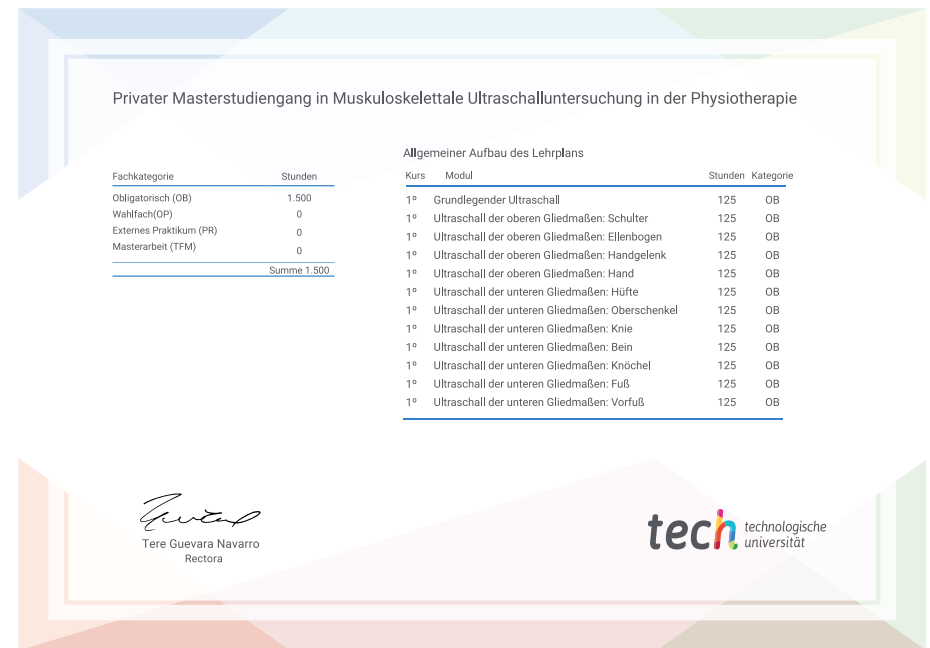 Privater Masterstudiengang in Muskuloskelettale Ultraschalluntersuchung in der Physiotherapie
Fachkategorie Stunden
Obligatorisch (OB) 1.500
Wahlfach(OP) 0
Externes Praktikum (PR) 0
Masterarbeit (TFM) 0
Summe 1.500
Allgemeiner Aufbau des Lehrplans
Kurs Modul Stunden Kategorie
1º Grundlegender Ultraschall 125 OB
1º Ultraschall der oberen Gliedmaßen: Schulter 125 OB
1º Ultraschall der oberen Gliedmaßen: Ellenbogen 125 OB
1º Ultraschall der oberen Gliedmaßen: Handgelenk 125 OB
1º Ultraschall der oberen Gliedmaßen: Hand 125 OB
1º Ultraschall der unteren Gliedmaßen: Hüfte 125 OB
1º Ultraschall der unteren Gliedmaßen: Oberschenkel 125 OB
1º Ultraschall der unteren Gliedmaßen: Knie 125 OB
1º Ultraschall der unteren Gliedmaßen: Bein 125 OB
1º Ultraschall der unteren Gliedmaßen: Knöchel 125 OB
1º Ultraschall der unteren Gliedmaßen: Fuß 125 OB
1º Ultraschall der unteren Gliedmaßen: Vorfuß 125 OB
Tere Guevara Navarro
Rectora
tech technologische
universität